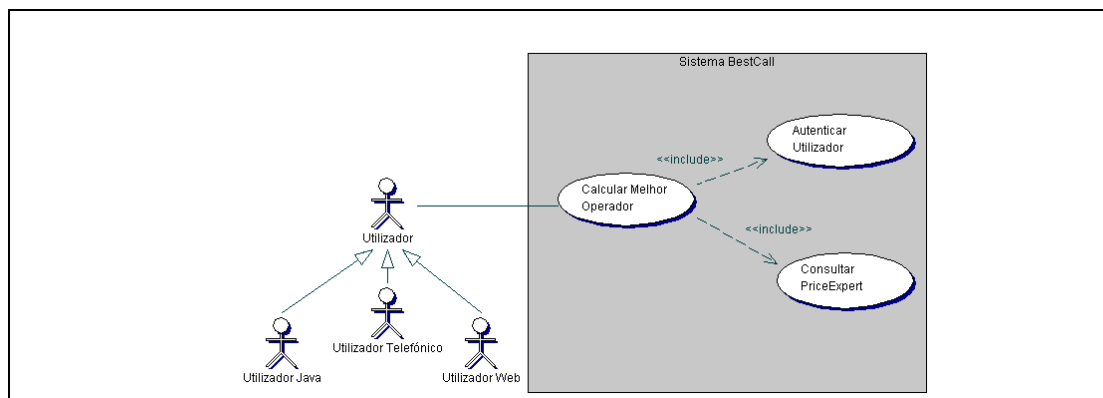 Sistema BestCall
Autenticar
Utilizador
<<include>>
Calcular Melhor
Operador
<<include>>
Utilizador
Consultar
PriceExpert
Utilizador Telefónico
Utilizador Java
Utilizador Web